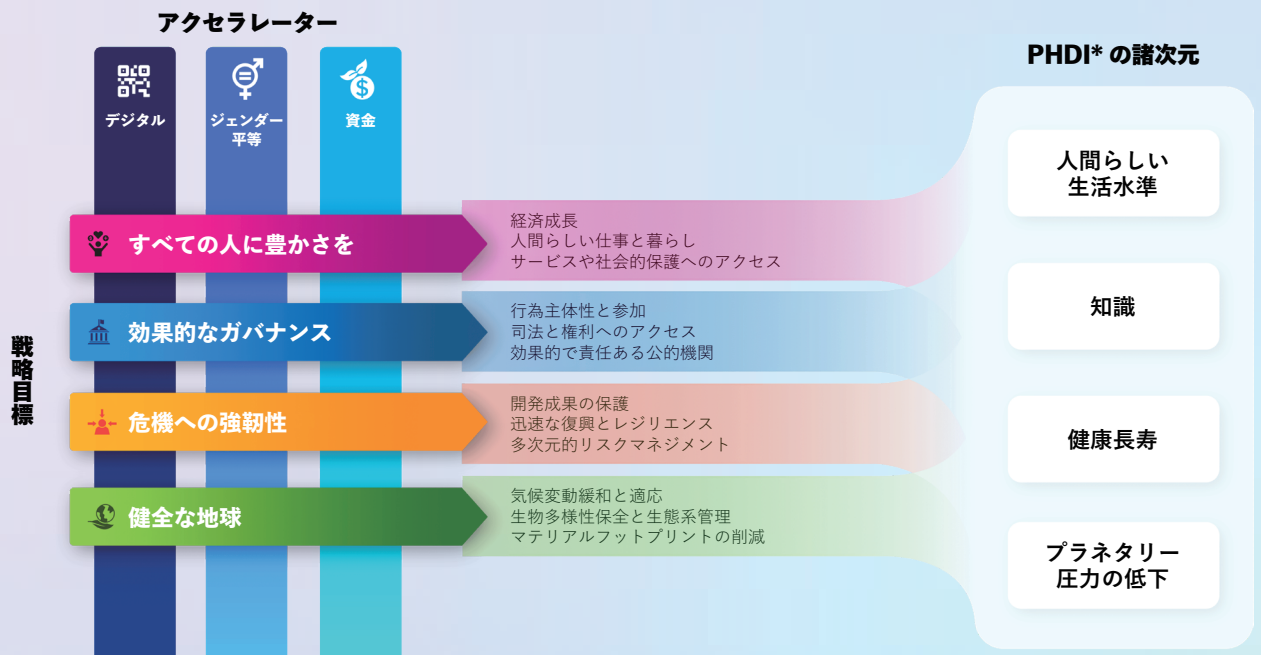 アクセラレーター
デジタル
ジェンダー
平等
資金
戦略目標
すべての人に豊かさを
経済成長
人間らしい仕事と暮らし
サービスや社会的保護へのアクセス
効果的なガバナンス
行為主体性と参加
司法と権利へのアクセス
効果的で責任ある公的機関
危機への強靭性
開発成果の保護
迅速な復興とレジリエンス
多次元的リスクマネジメント
健全な地球
気候変動緩和と適応
生物多様性保全と生態系管理
マテリアルフットプリントの削減
PHDI* の諸次元
人間らしい
生活水準
知識
健康長寿
プラネタリー
圧力の低下